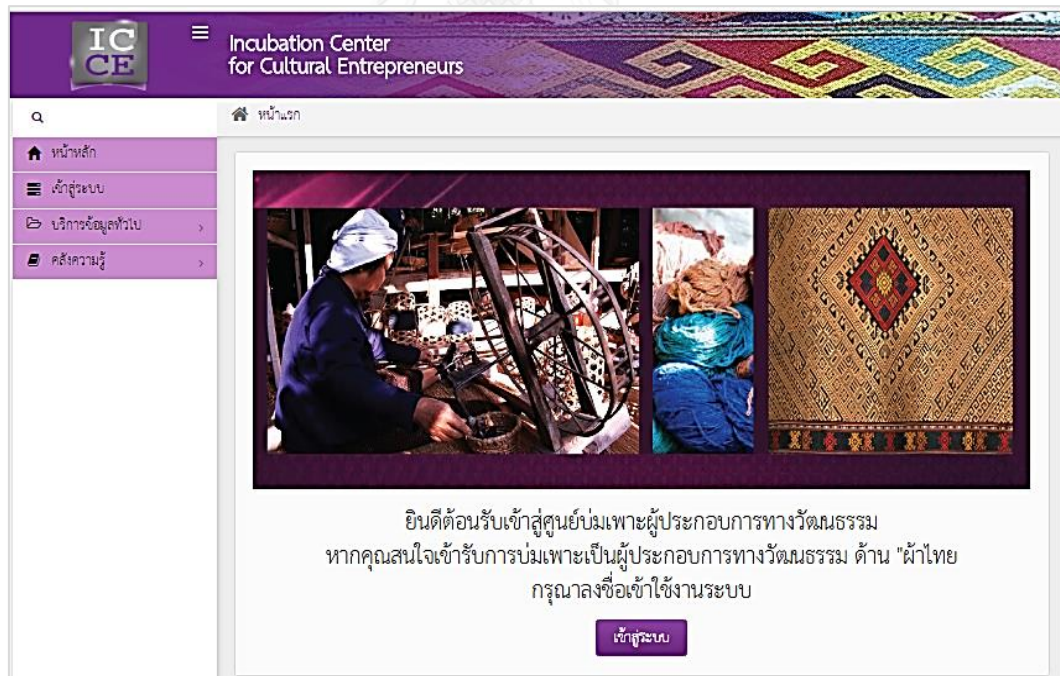 IC
CE
Incubation Center
for Cultural Entrepreneurs
หน้าแรก
หน้าหลัก
เข้าสู่ระบบ
บริการข้อมูลทั่วไป
คลังความรู้
ยินดีต้อนรับเข้าสู่ศูนย์บ่มเพาะผู้ประกอบการทางวัฒนธรรม
หากคุณสนใจเข้ารับการบ่มเพาะเป็นผู้ประกอบการทางวัฒนธรรม ด้าน "ผ้าไทย
กรุณาลงชื่อเข้าใช้งานระบบ
เข้าสู่ระบบ